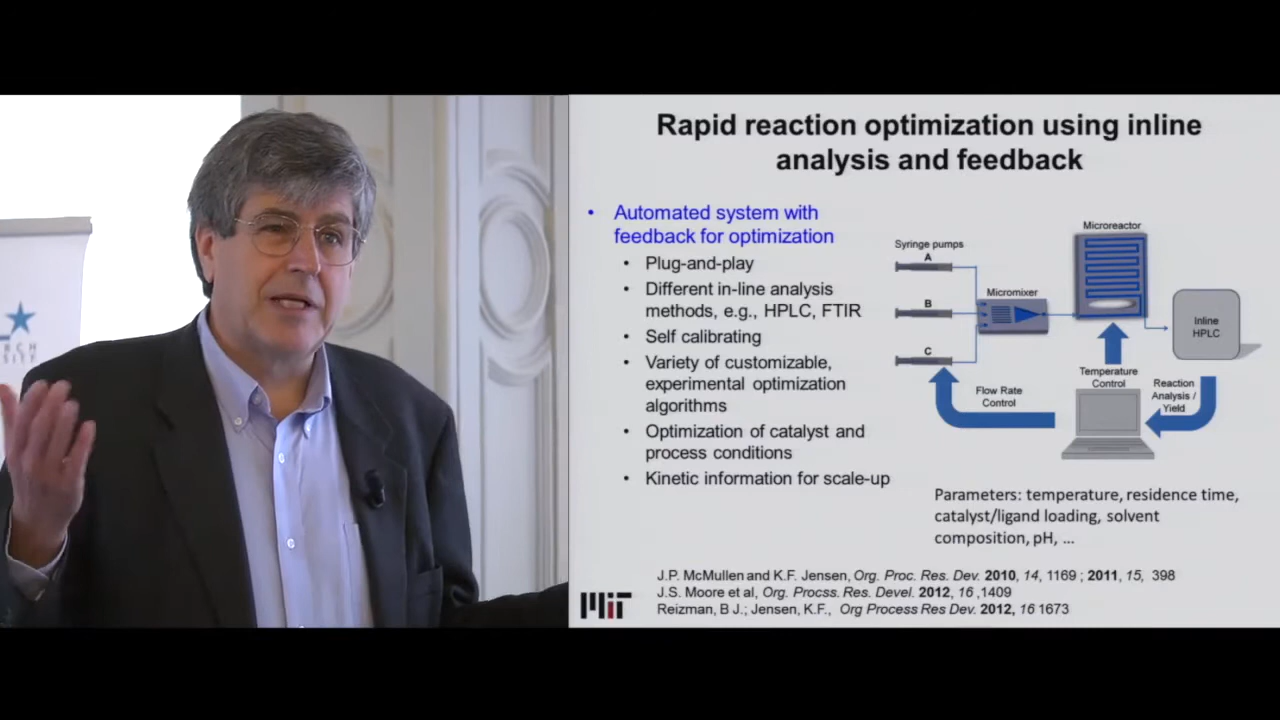 Rapid reaction optimization using inline
analysis and feedback
• Automated system with
feedback for optimization
• Plug-and-play
• Different in-line analysis
methods, e.g., HPLC, FTIR
• Self calibrating
• Variety of customizable,
experimental optimization
algorithms
• Optimization of catalyst and
process conditions
• Kinetic information for scale-up
Microreactor
Syringe pumps
A
Micromixer
B
Inline
HPLC
C
Temperature
Control
Flow Rate
Control
Reaction
Analysis /
Yield
Parameters: temperature, residence time,
catalyst/ligand loading, solvent
composition, pH, ...
J.P. McMullen and K.F. Jensen, Org. Proc. Res. Dev. 2010, 14, 1169 ; 2011, 15, 398
J.S. Moore et al, Org. Procss. Res. Devel. 2012, 16 ,1409
Reizman, B J.; Jensen, K.F., Org Process Res Dev. 2012, 16 1673
MIT